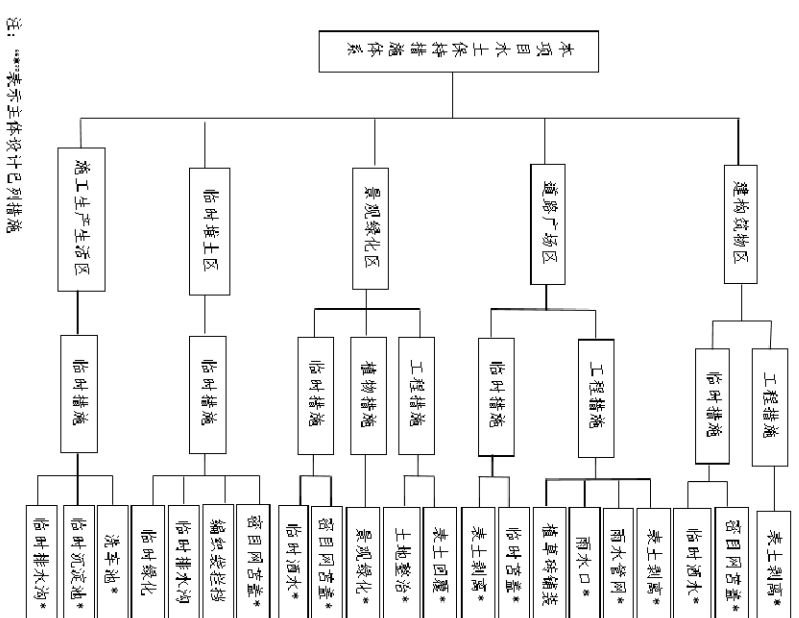 本项目水土保持措施体系
建构筑物区
工程措施
表土剥离*
临时措施
密目网苫盖*
临时洒水*
道路广场区
工程措施
表土剥离*
雨水管网*
雨水口*
植草砖铺装
临时措施
临时苫盖*
表土剥离*
景观绿化区
工程措施
表土回覆*
土地整治*
植物措施
景观绿化*
临时措施
密目网苫盖*
临时洒水*
临时堆土区
临时措施
密目网苫盖*
编织袋拦挡
临时排水沟
临时绿化
施工生产生活区
临时措施
洗车池*
临时沉淀池*
临时排水沟*
注："*"表示主体设计已列措施